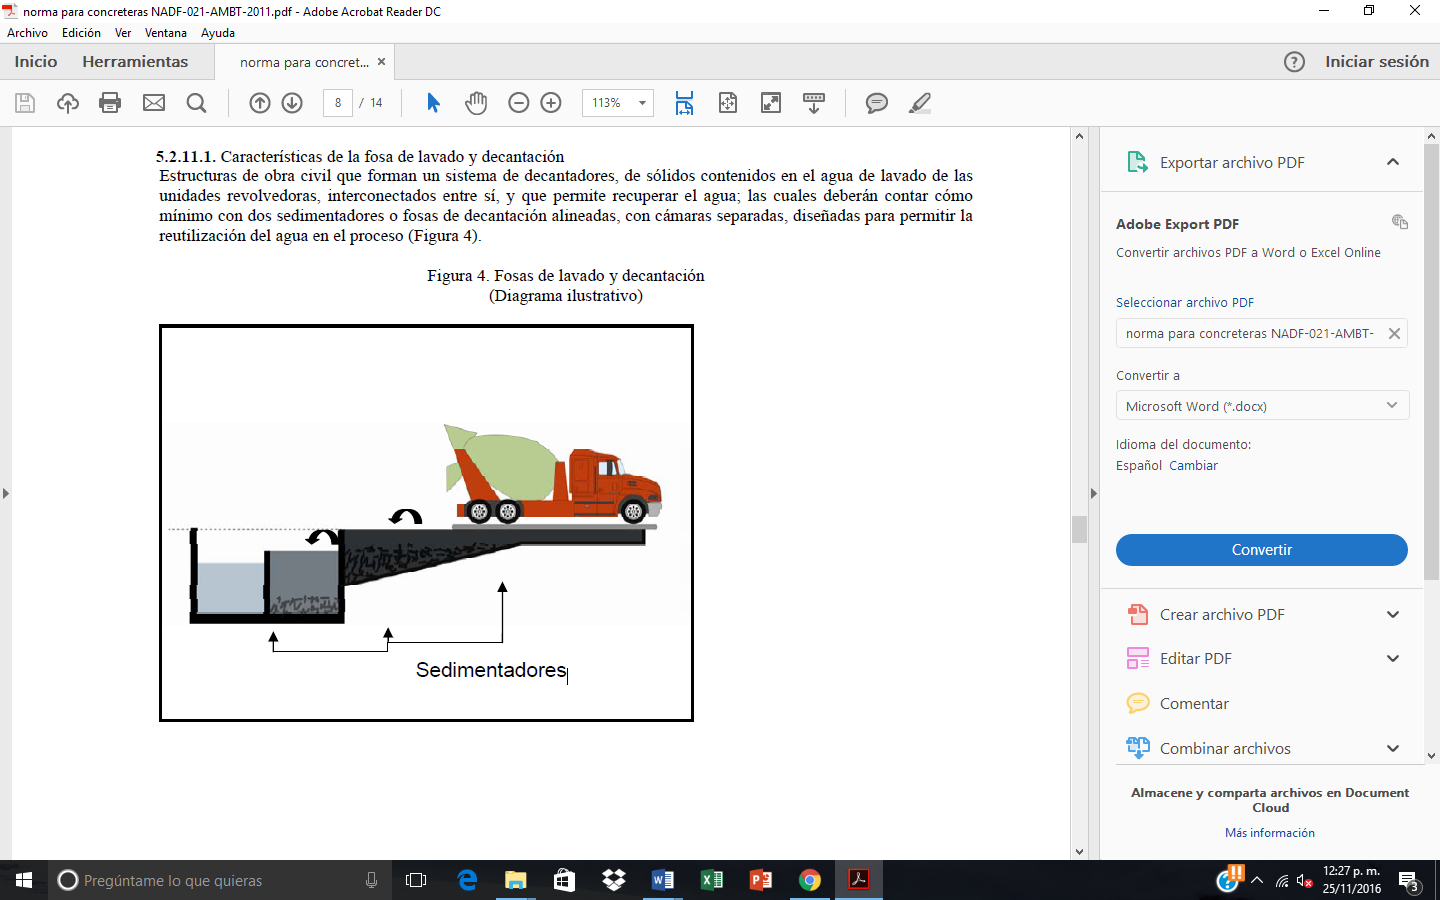 norma para concreteras NADF-021-AMBT-2011.pdf - Adobe Acrobat Reader DC
Archivo Edición Ver Ventana Ayuda
Inicio Herramientas norma para concret... × ? Iniciar sesión
8 / 14 113%
5.2.11.1. Características de la fosa de lavado y decantación
Estructuras de obra civil que forman un sistema de decantadores, de sólidos contenidos en el agua de lavado de las
unidades revolvedoras, interconectados entre sí, y que permite recuperar el agua; las cuales deberán contar cómo
mínimo con dos sedimentadores o fosas de decantación alineadas, con cámaras separadas, diseñadas para permitir la
reutilización del agua en el proceso (Figura 4).
Figura 4. Fosas de lavado y decantación
(Diagrama ilustrativo)
Sedimentadores
Exportar archivo PDF
Adobe Export PDF
Convertir archivos PDF a Word o Excel Online
Seleccionar archivo PDF
norma para concreteras NADF-021-AMBT-
Convertir a
Microsoft Word (*.docx)
Idioma del documento:
Español Cambiar
Convertir
Crear archivo PDF
Editar PDF
Comentar
Combinar archivos
Almacene y comparta archivos en Document
Cloud
Más información
Pregúntame lo que quieras
12:27 p. m.
25/11/2016
3